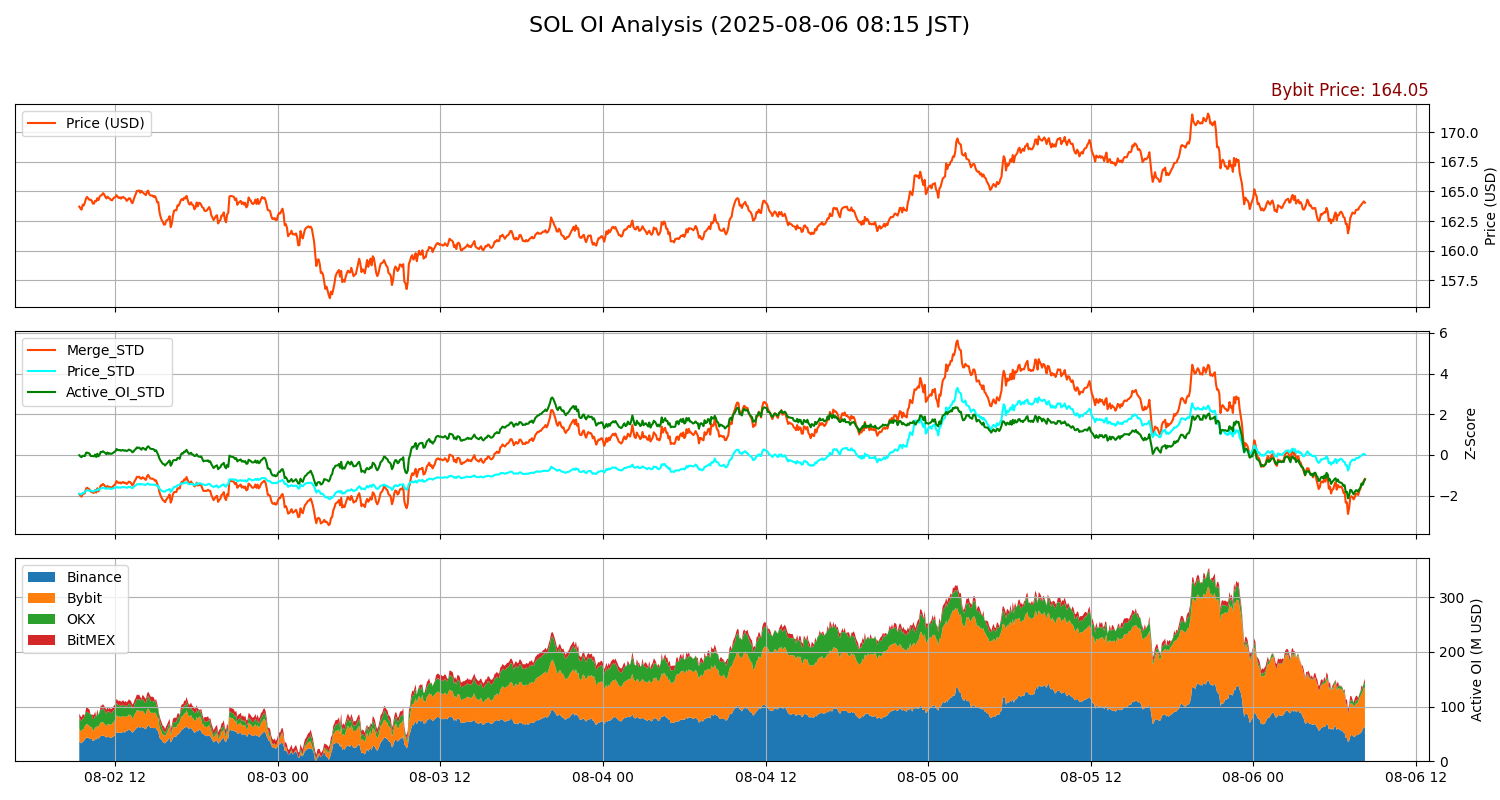 SOL OI Analysis (2025-08-06 08:15 JST)
Bybit Price: 164.05
Price (USD)
170.0
167.5
165.0
162.5
160.0
157.5
Price (USD)
Merge_STD
Price_STD
Active_OI_STD
6
4
2
0
−2
Z-Score
Binance
Bybit
OKX
BitMEX
300
200
100
0
Active OI (M USD)
08-02 12
08-03 00
08-03 12
08-04 00
08-04 12
08-05 00
08-05 12
08-06 00
08-06 12